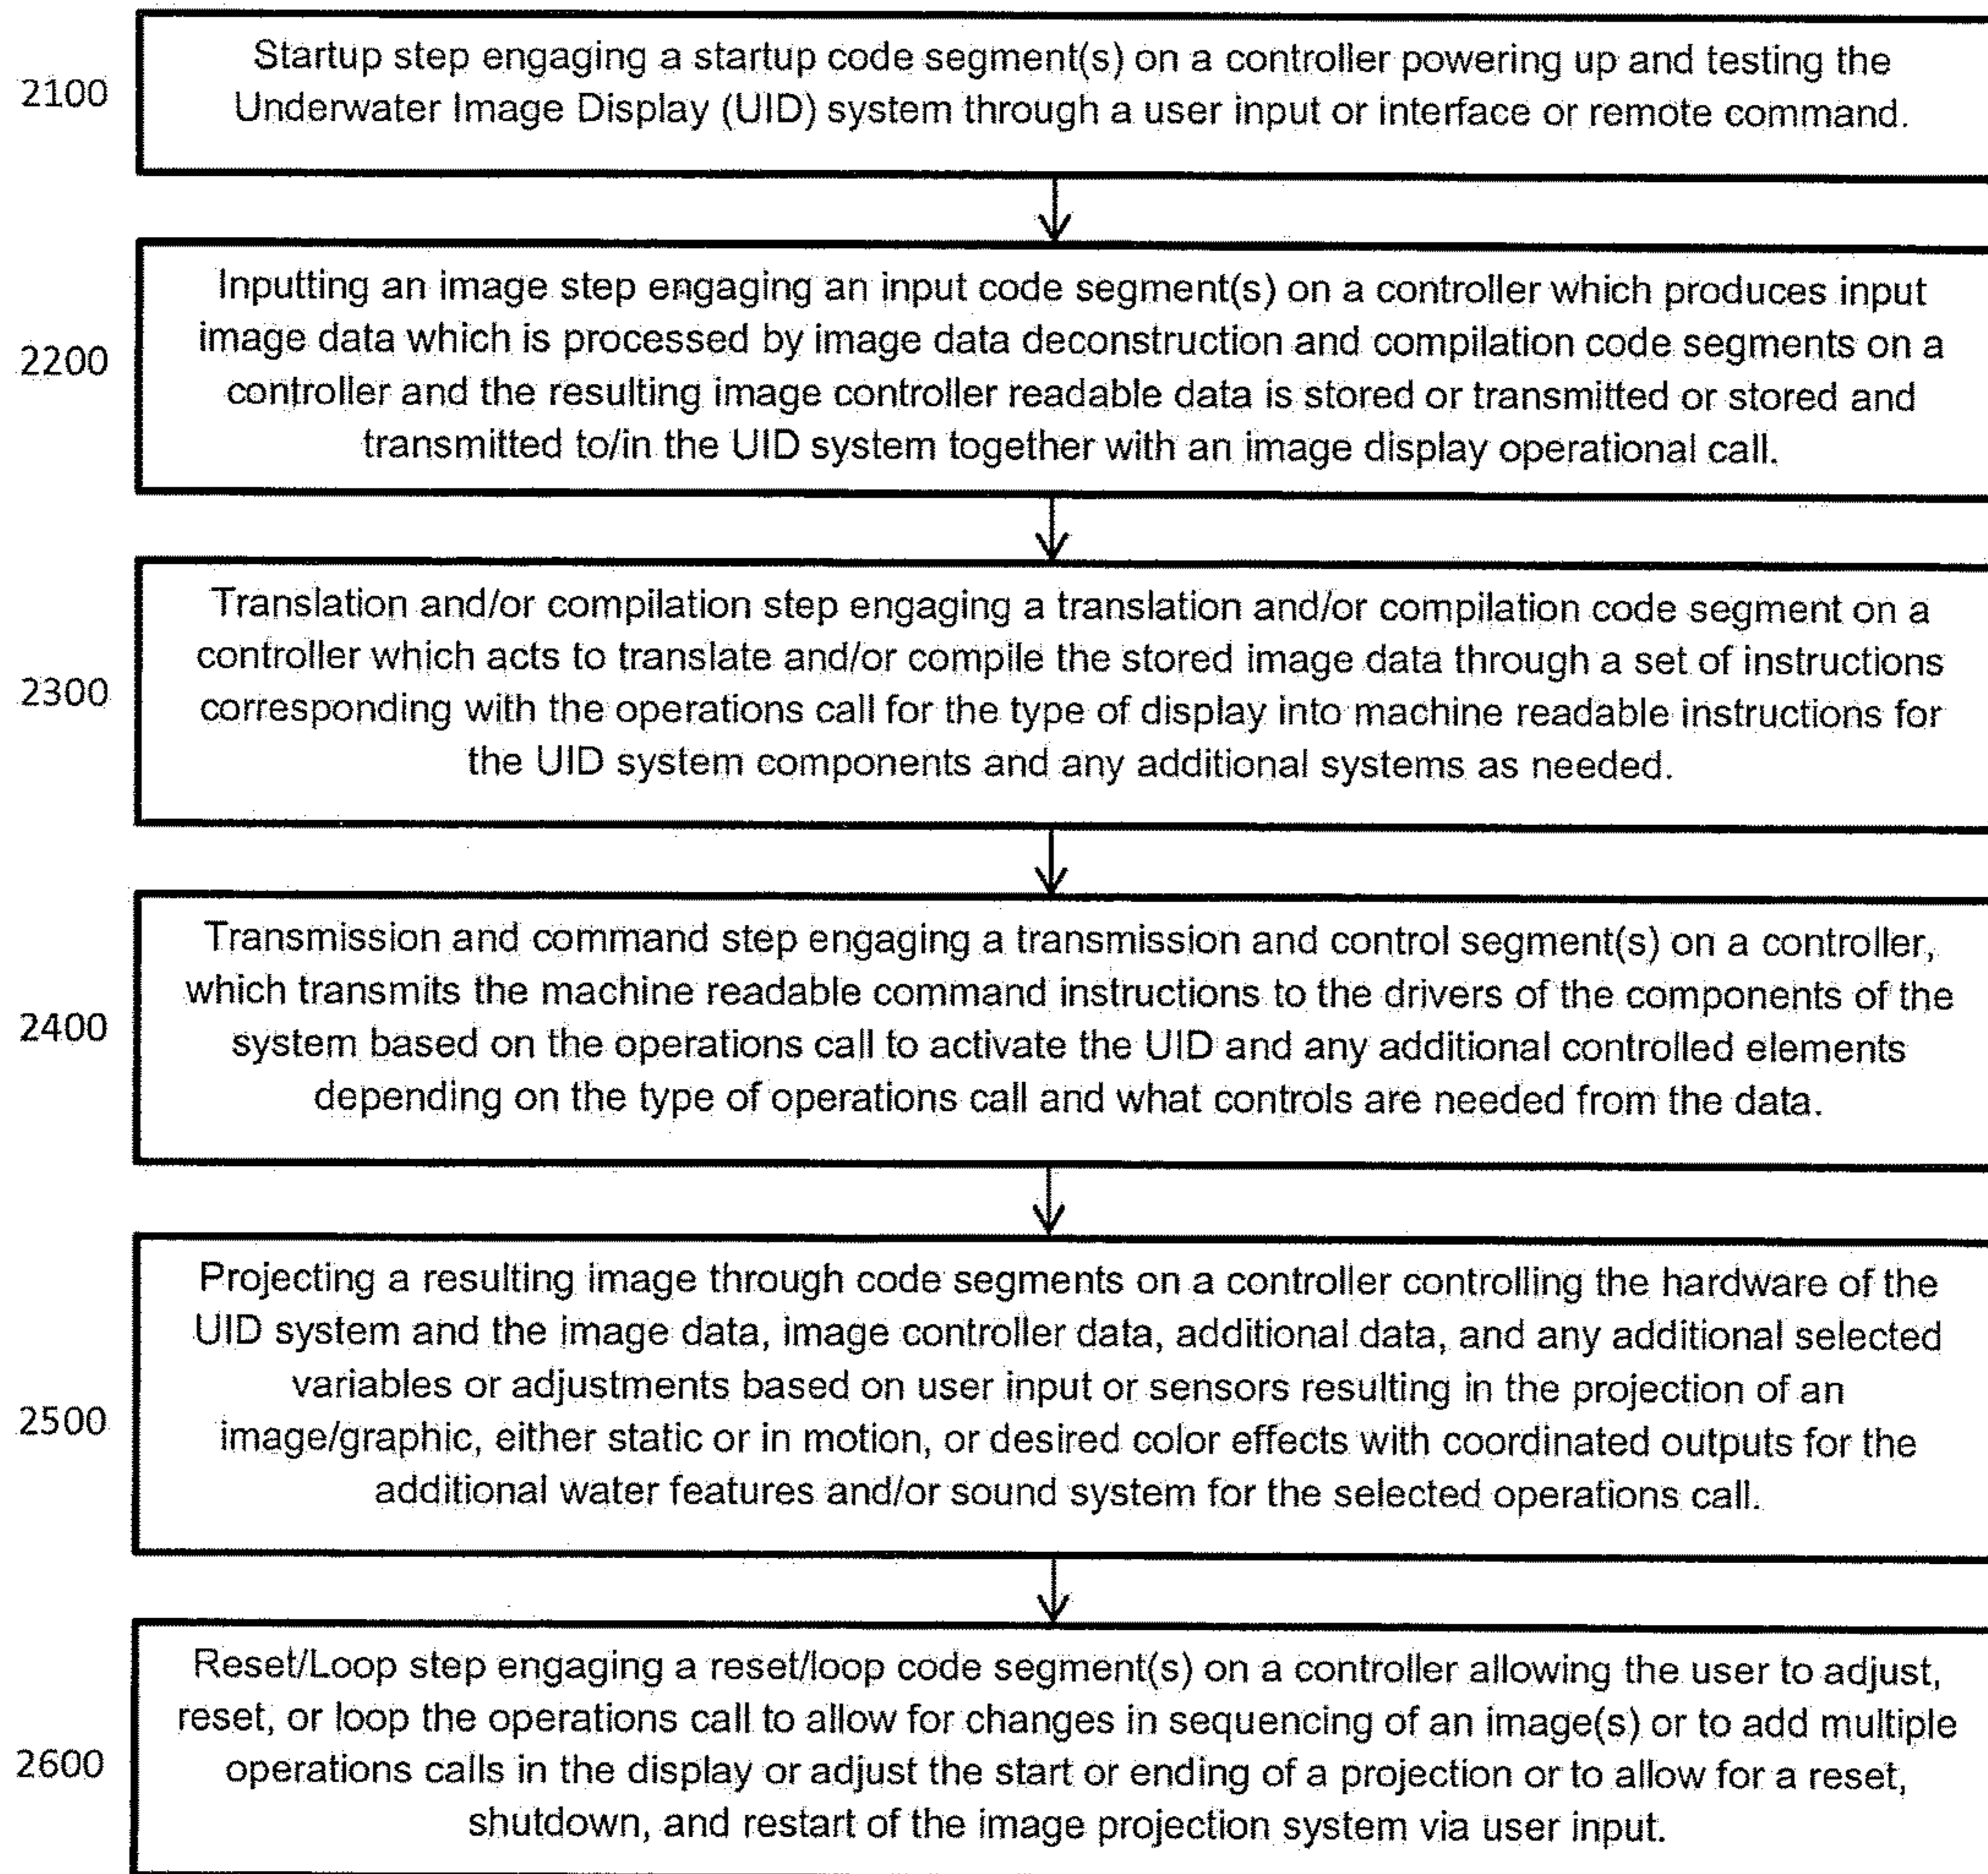 2100
Startup step engaging a startup code segment(s) on a controller powering up and testing the
Underwater Image Display (UID) system through a user input or interface or remote command.
2200
Inputting an image step engaging an input code segment(s) on a controller which produces input
image data which is processed by image data deconstruction and compilation code segments on a
controller and the resulting image controller readable data is stored or transmitted or stored and
transmitted to/in the UID system together with an image display operational call.
2300
Translation and/or compilation step engaging a translation and/or compilation code segment on a
controller which acts to translate and/or compile the stored image data through a set of instructions
corresponding with the operations call for the type of display into machine readable instructions for
the UID system components and any additional systems as needed.
2400
Transmission and command step engaging a transmission and control segment(s) on a controller,
which transmits the machine readable command instructions to the drivers of the components of the
system based on the operations call to activate the UID and any additional controlled elements
depending on the type of operations call and what controls are needed from the data.
2500
Projecting a resulting image through code segments on a controller controlling the hardware of the
UID system and the image data, image controller data, additional data, and any additional selected
variables or adjustments based on user input or sensors resulting in the projection of an
image/graphic, either static or in motion, or desired color effects with coordinated outputs for the
additional water features and/or sound system for the selected operations call.
2600
Reset/Loop step engaging a reset/loop code segment(s) on a controller allowing the user to adjust,
reset, or loop the operations call to allow for changes in sequencing of an image(s) or to add multiple
operations calls in the display or adjust the start or ending of a projection or to allow for a reset,
shutdown, and restart of the image projection system via user input.